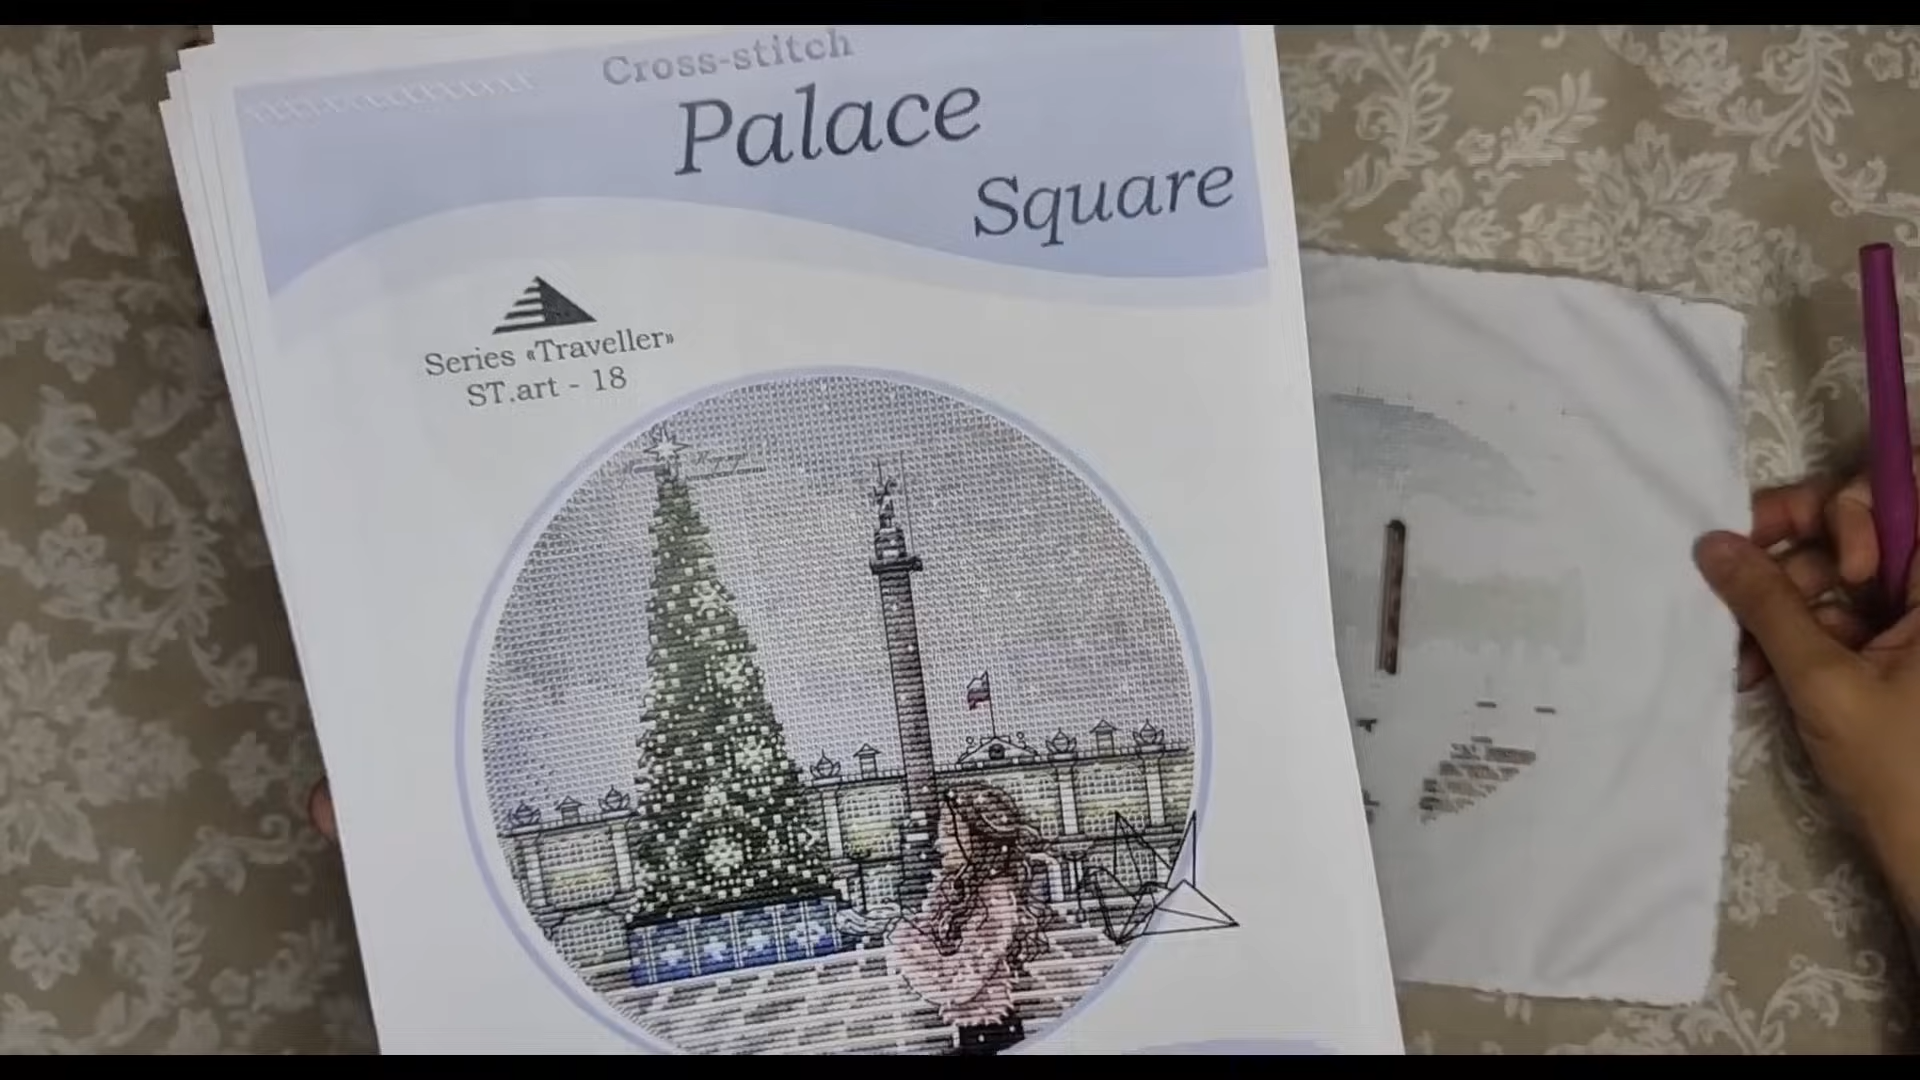 Cross-stitch
Palace
Square
Series «Traveller»
ST.art - 18